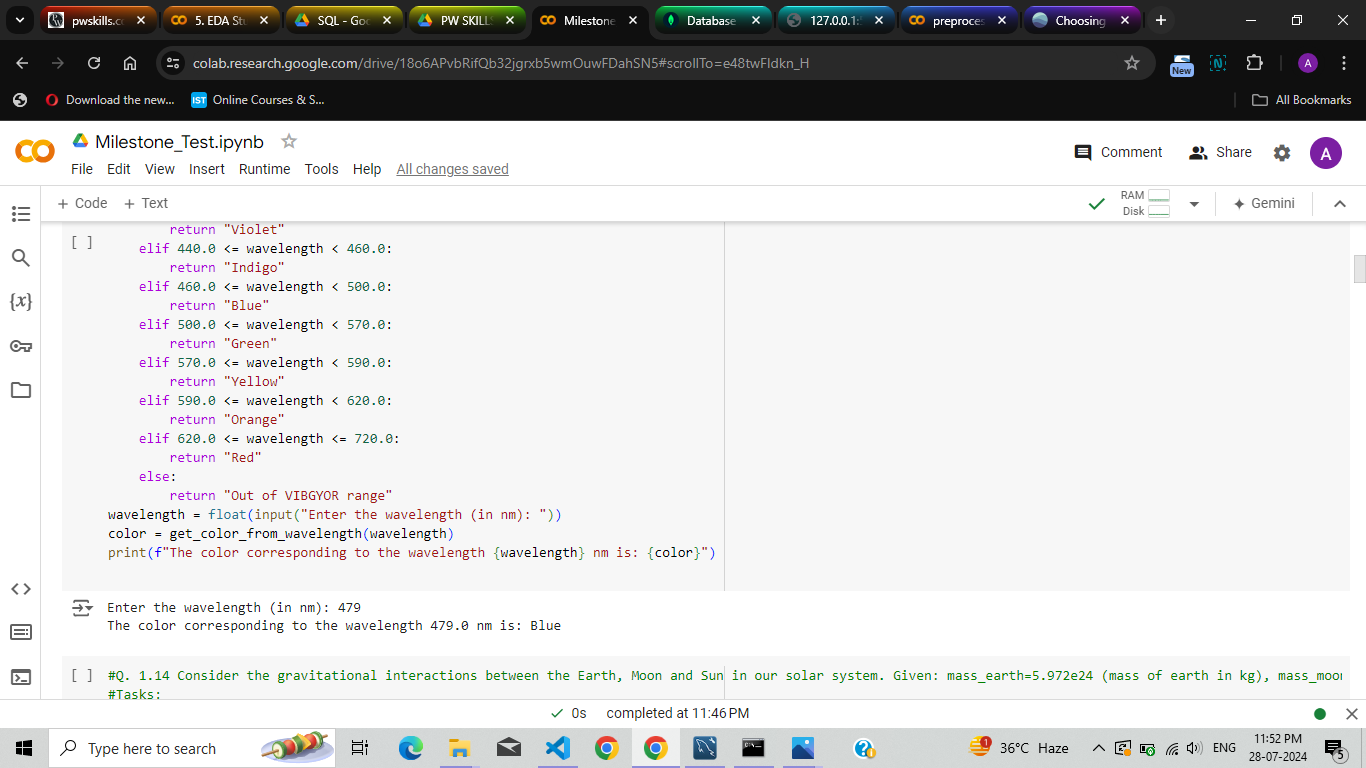 pwskills.co
5. EDA Stu
SQL - Goo
PW SKILLS
Milestone
Database
127.0.0.1:
preproces
Choosing
colab.research.google.com/drive/18o6APvbRifQb32jgrxb5wmOuwFDahSN5#scrollTo=e48twFldkn_H
New
N
A
Download the new...
IST Online Courses & S...
All Bookmarks
Milestone_Test.ipynb
File Edit View Insert Runtime Tools Help All changes saved
Comment
Share
A
+ Code + Text
RAM
Disk
Gemini
[ ]
return "Violet"
elif 440.0 <= wavelength < 460.0:
return "Indigo"
elif 460.0 <= wavelength < 500.0:
return "Blue"
elif 500.0 <= wavelength < 570.0:
return "Green"
elif 570.0 <= wavelength < 590.0:
return "Yellow"
elif 590.0 <= wavelength < 620.0:
return "Orange"
elif 620.0 <= wavelength <= 720.0:
return "Red"
else:
return "Out of VIBGYOR range"
wavelength = float(input("Enter the wavelength (in nm): "))
color = get_color_from_wavelength(wavelength)
print(f"The color corresponding to the wavelength {wavelength} nm is: {color}")
Enter the wavelength (in nm): 479
The color corresponding to the wavelength 479.0 nm is: Blue
[ ] #Q. 1.14 Consider the gravitational interactions between the Earth, Moon and Sun in our solar system. Given: mass_earth=5.972e24 (mass of earth in kg), mass_moon
#Tasks:
0s completed at 11:46 PM
Type here to search
1
36°C Haze
ENG
11:52 PM
28-07-2024
5